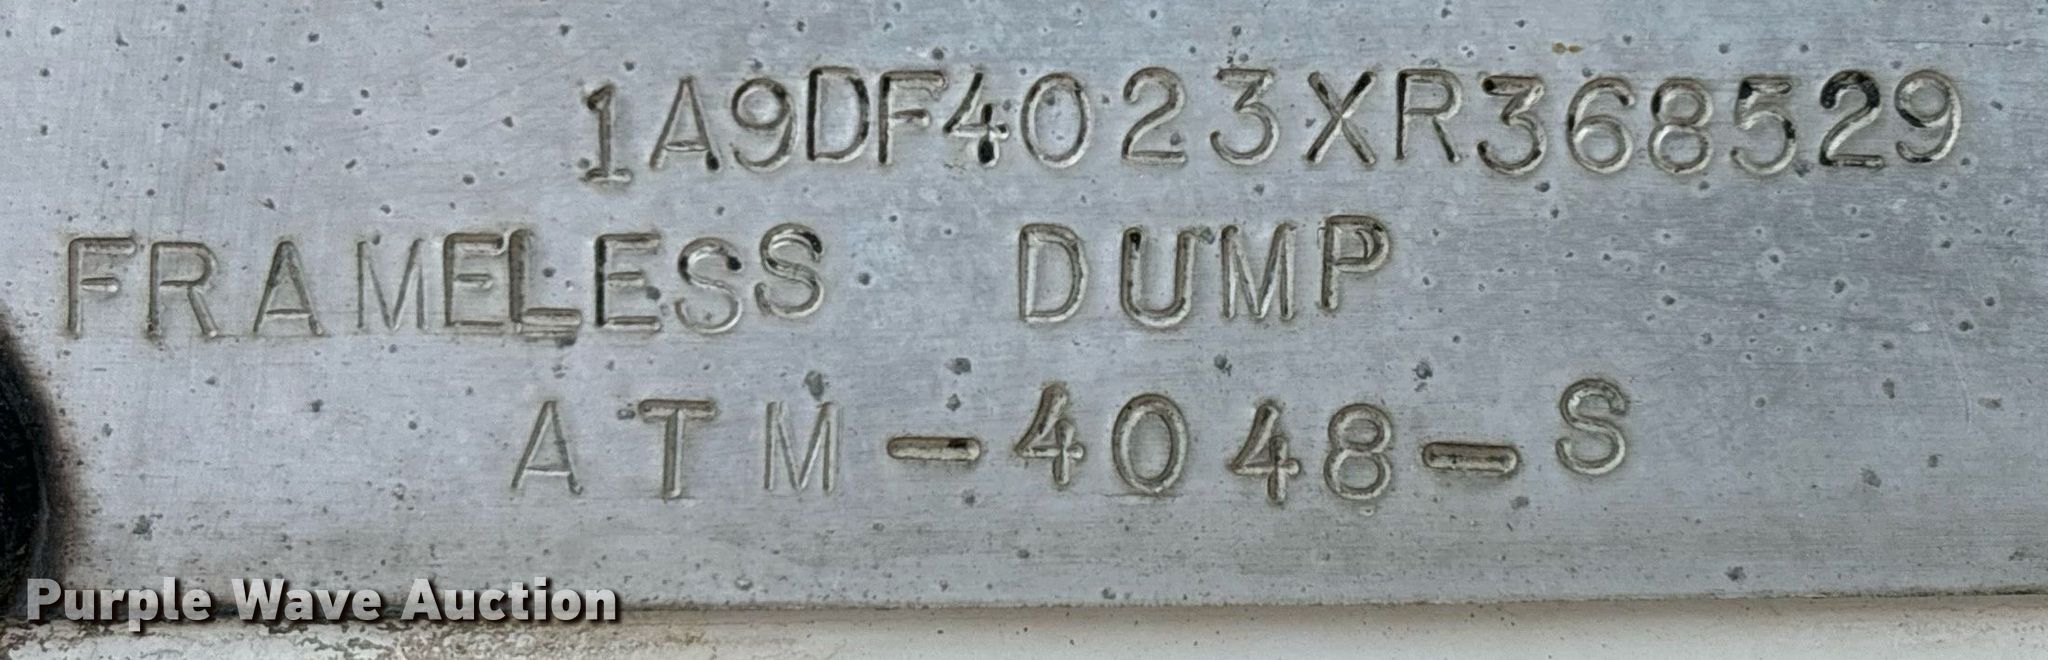 1A9DF4023XR368529
FRAMELESS DUMP
ATM-4048-S
Purple Wave Auction